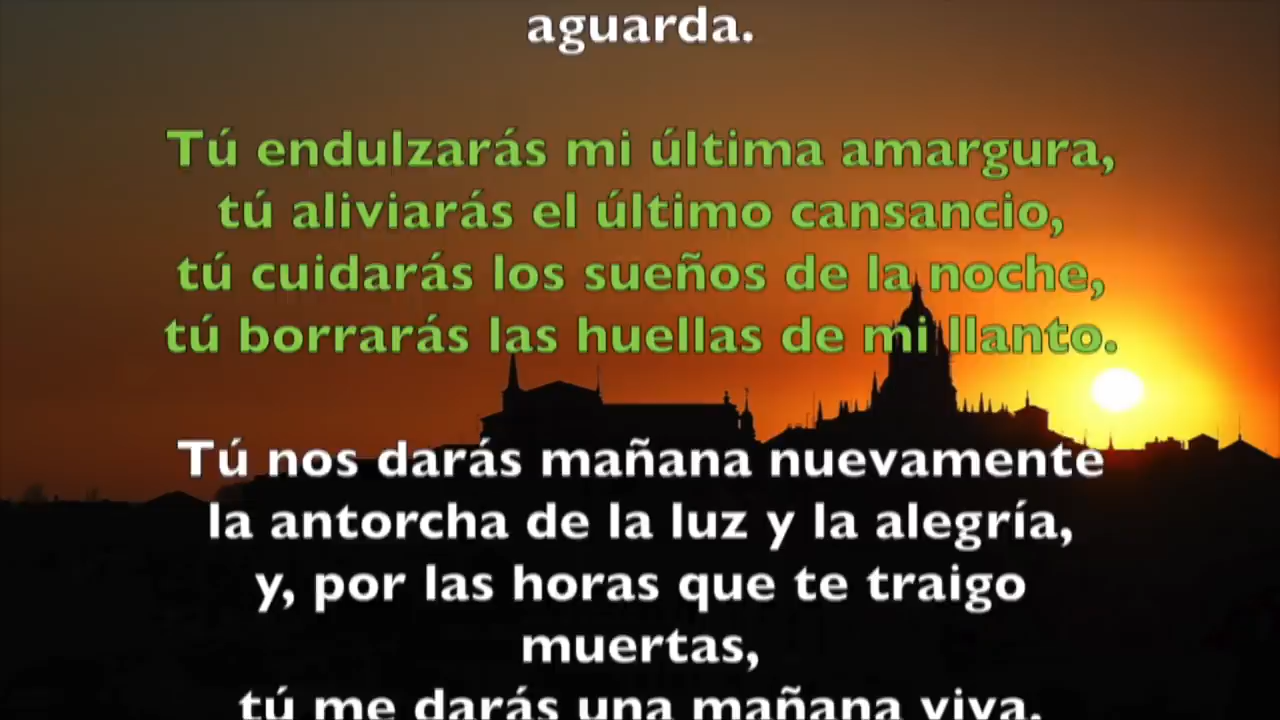 aguarda.
Tú endulzarás mi última amargura,
tú aliviarás el último cansancio,
tú cuidarás los sueños de la noche,
tú borrarás las huellas de mi llanto.
Tú nos darás mañana nuevamente
la antorcha de la luz y la alegría,
y, por las horas que te traigo
muertas,
tú me darás una mañana viva.